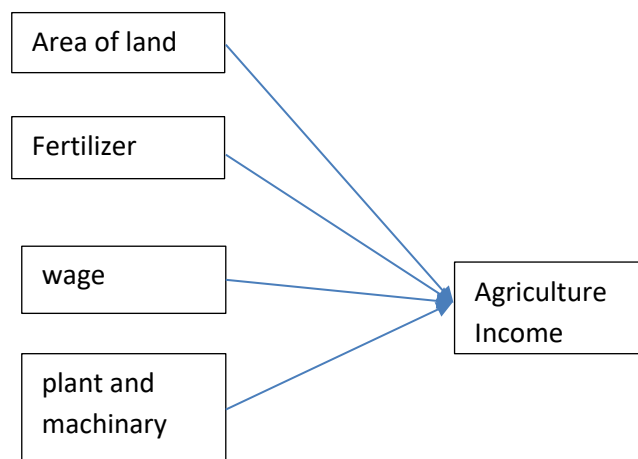 Area of land
Fertilizer
wage
Agriculture
Income
plant and
machinary